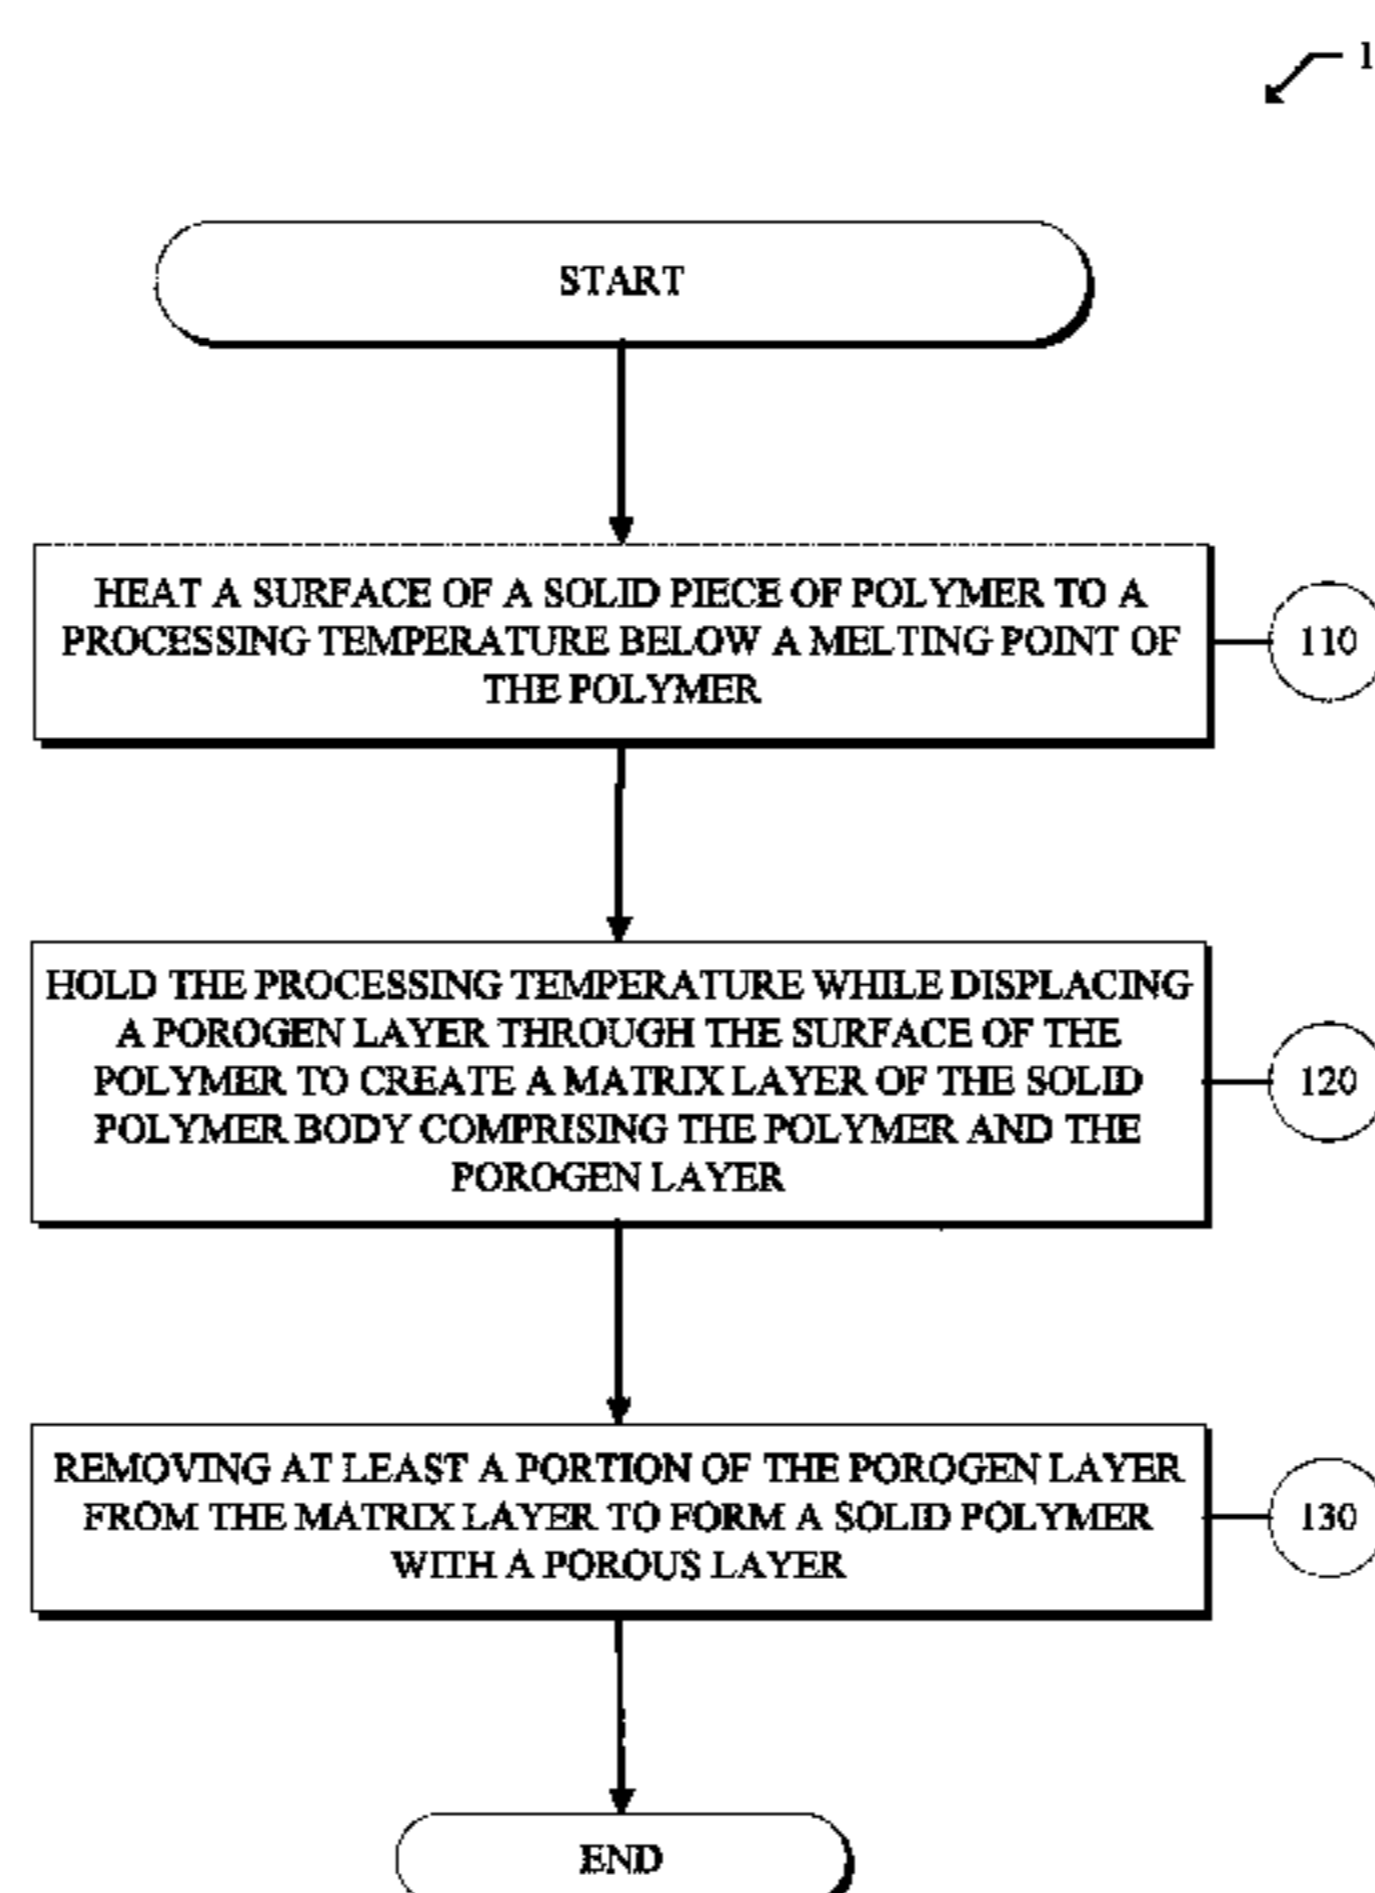 1
START
HEAT A SURFACE OF A SOLID PIECE OF POLYMER TO A
PROCESSING TEMPERATURE BELOW A MELTING POINT OF
THE POLYMER
110
HOLD THE PROCESSING TEMPERATURE WHILE DISPLACING
A POROGEN LAYER THROUGH THE SURFACE OF THE
POLYMER TO CREATE A MATRIX LAYER OF THE SOLID
POLYMER BODY COMPRISING THE POLYMER AND THE
POROGEN LAYER
120
REMOVING AT LEAST A PORTION OF THE POROGEN LAYER
FROM THE MATRIX LAYER TO FORM A SOLID POLYMER
WITH A POROUS LAYER
130
END